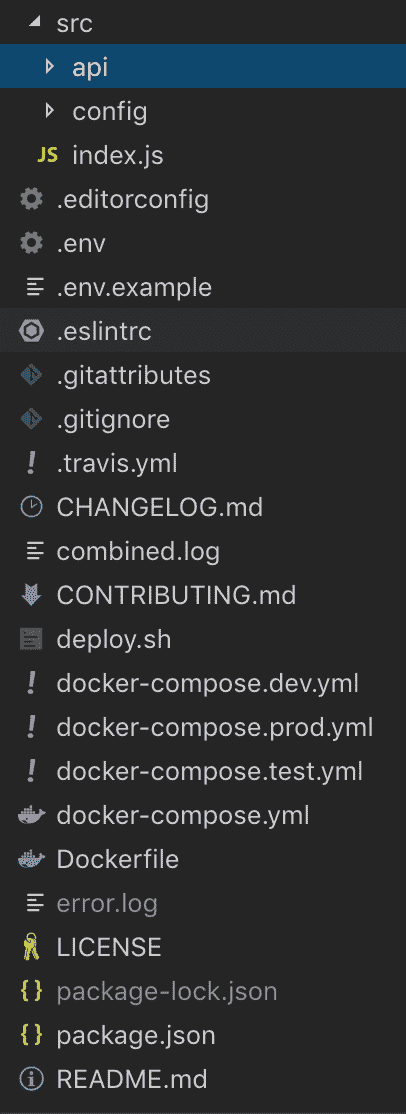 src
api
config
JS index.js
.editorconfig
.env
.env.example
.eslintrc
.gitattributes
.gitignore
! .travis.yml
CHANGELOG.md
combined.log
CONTRIBUTING.md
deploy.sh
! docker-compose.dev.yml
! docker-compose.prod.yml
! docker-compose.test.yml
docker-compose.yml
Dockerfile
error.log
LICENSE
{} package-lock.json
{} package.json
README.md